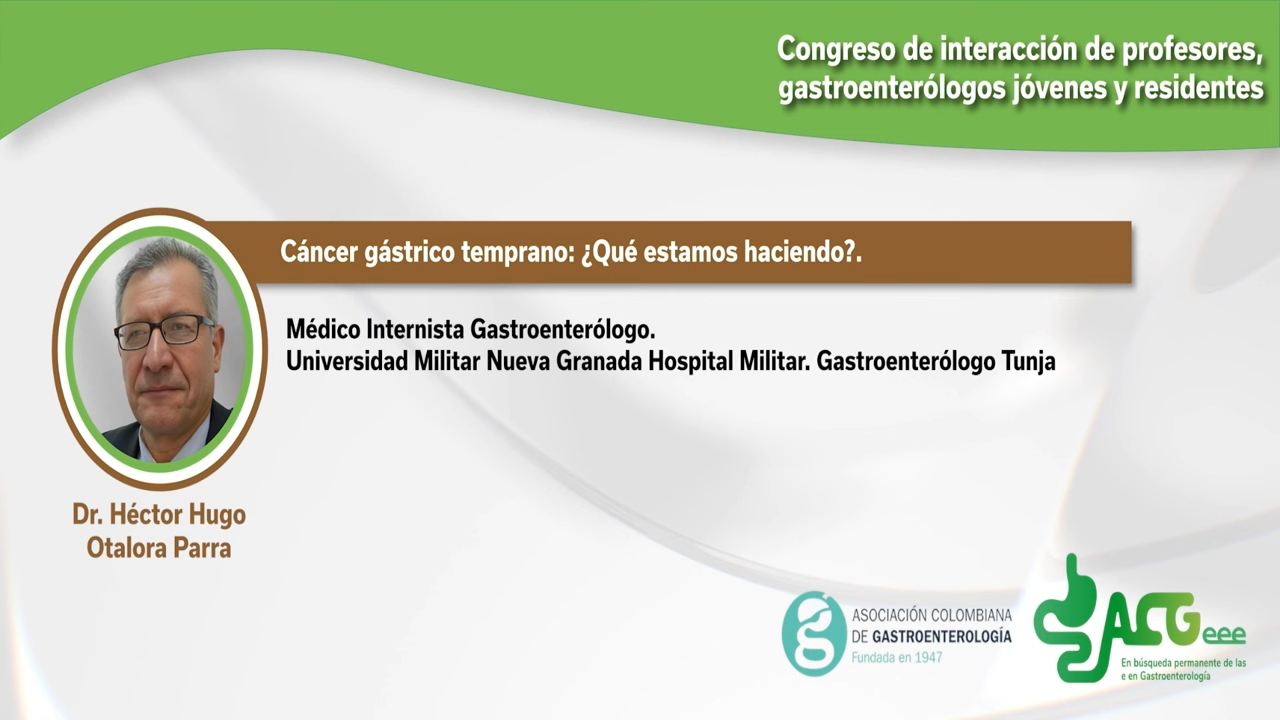 Congreso de interacción de profesores,
gastroenterólogos jóvenes y residentes
Cáncer gástrico temprano: ¿Qué estamos haciendo?.
Médico Internista Gastroenterólogo.
Universidad Militar Nueva Granada Hospital Militar. Gastroenterólogo Tunja
Dr. Héctor Hugo
Otalora Parra
ASOCIACIÓN COLOMBIANA
DE GASTROENTEROLOGÍA
Fundada en 1947
ACGeee
En búsqueda permanente de las
e en Gastroenterología